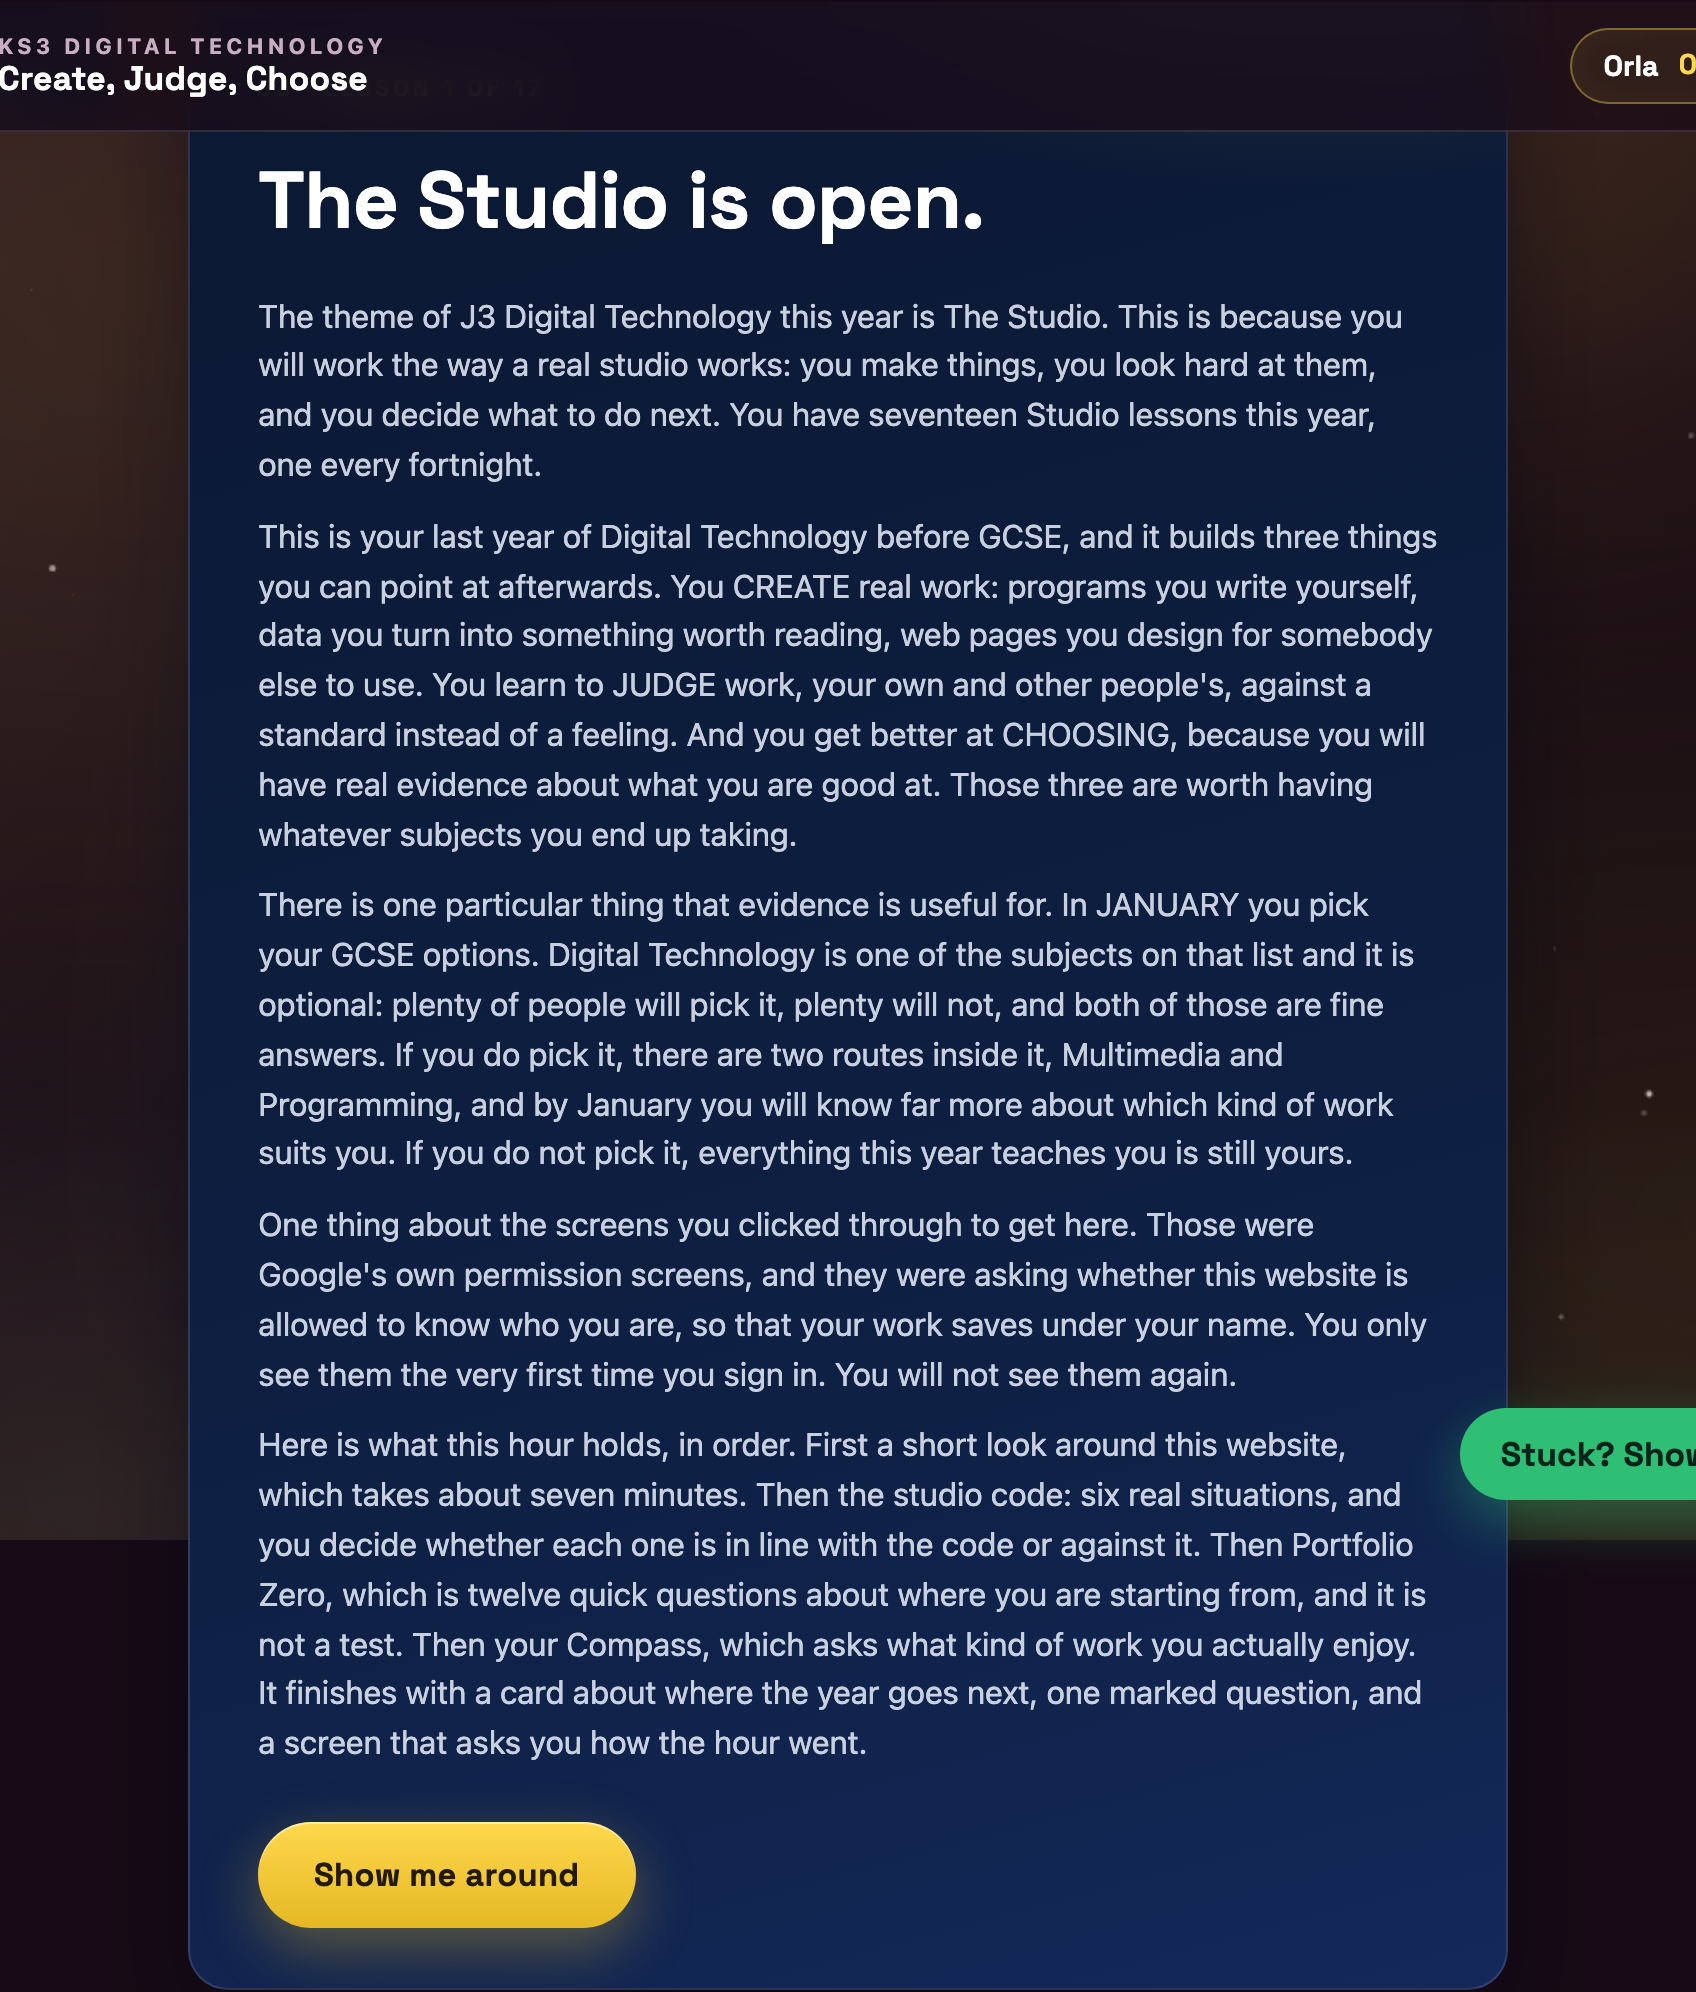 KS3 DIGITAL TECHNOLOGY
Create, Judge, Choose
Orla
The Studio is open.
The theme of J3 Digital Technology this year is The Studio. This is because you
will work the way a real studio works: you make things, you look hard at them,
and you decide what to do next. You have seventeen Studio lessons this year,
one every fortnight.
This is your last year of Digital Technology before GCSE, and it builds three things
you can point at afterwards. You CREATE real work: programs you write yourself,
data you turn into something worth reading, web pages you design for somebody
else to use. You learn to JUDGE work, your own and other people's, against a
standard instead of a feeling. And you get better at CHOOSING, because you will
have real evidence about what you are good at. Those three are worth having
whatever subjects you end up taking.
There is one particular thing that evidence is useful for. In JANUARY you pick
your GCSE options. Digital Technology is one of the subjects on that list and it is
optional: plenty of people will pick it, plenty will not, and both of those are fine
answers. If you do pick it, there are two routes inside it, Multimedia and
Programming, and by January you will know far more about which kind of work
suits you. If you do not pick it, everything this year teaches you is still yours.
One thing about the screens you clicked through to get here. Those were
Google's own permission screens, and they were asking whether this website is
allowed to know who you are, so that your work saves under your name. You only
see them the very first time you sign in. You will not see them again.
Here is what this hour holds, in order. First a short look around this website,
which takes about seven minutes. Then the studio code: six real situations, and
you decide whether each one is in line with the code or against it. Then Portfolio
Zero, which is twelve quick questions about where you are starting from, and it is
not a test. Then your Compass, which asks what kind of work you actually enjoy.
It finishes with a card about where the year goes next, one marked question, and
a screen that asks you how the hour went.
Stuck?
Show me around